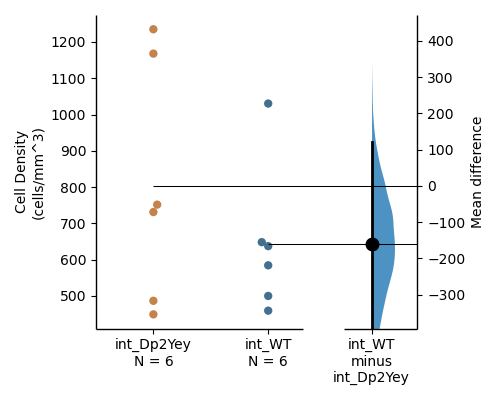 1200
1100
1000
900
800
700
600
500
Cell Density
(cells/mm^3)
int_Dp2Yey
N = 6
int_WT
N = 6
int_WT
minus
int_Dp2Yey
400
300
200
100
0
−100
−200
−300
Mean difference